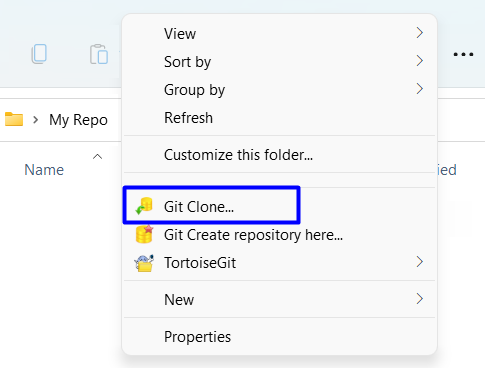 View
Sort by
Group by
Refresh
My Repo
Customize this folder...
Name
Git Clone...
Git Create repository here...
TortoiseGit
New
Properties